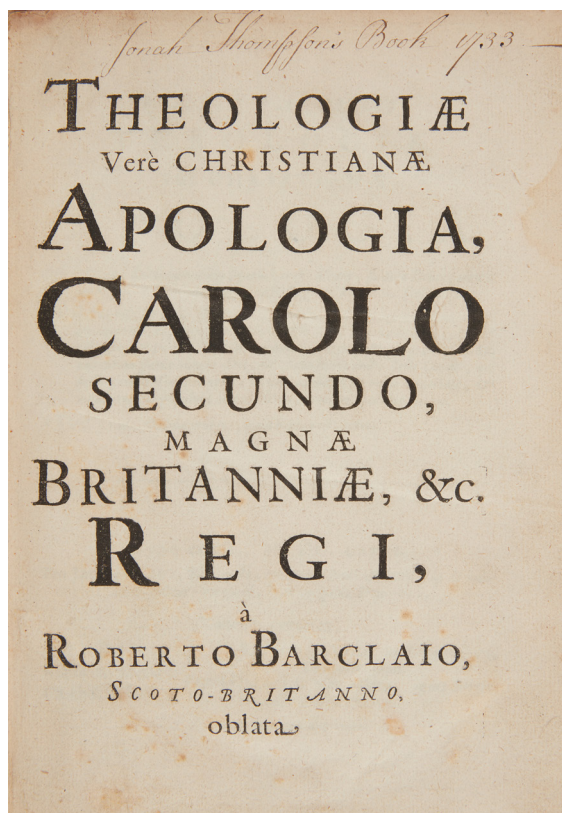 Jonah Thompson's Book 1733
THEOLOGIÆ
Verè CHRISTIANÆ
APOLOGIA,
CAROLO
SECUNDO,
MAGNÆ
BRITANNIÆ, &c.
REGI,
à
ROBERTO BARCLAIO,
SCOTO-BRITANNO,
oblata